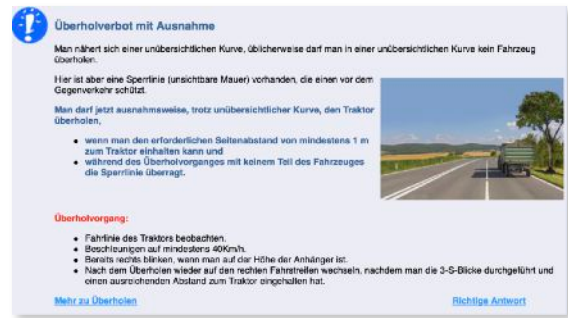 Überholverbot mit Ausnahme
Man nähert sich einer unübersichtlichen Kurve, üblicherweise darf man in einer unübersichtlichen Kurve kein Fahrzeug
überholen.
Hier ist aber eine Sperrlinie (unsichtbare Mauer) vorhanden, die einen vor dem
Gegenverkehr schützt.
Man darf jetzt ausnahmsweise, trotz unübersichtlicher Kurve, den Traktor
überholen,
• wenn man den erforderlichen Seitenabstand von mindestens 1 m
zum Traktor einhalten kann und
• während des Überholvorganges mit keinem Teil des Fahrzeuges
die Sperrlinie überragt.
Überholvorgang:
• Fahrlinie des Traktors beobachten.
• Beschleunigen auf mindestens 40Km/h.
• Bereits rechts blinken, wenn man auf der Höhe der Anhänger ist.
• Nach dem Überholen wieder auf den rechten Fahrstreifen wechseln, nachdem man die 3-S-Blicke durchgeführt und
einen ausreichenden Abstand zum Traktor eingehalten hat.
Mehr zu Überholen
Richtige Antwort